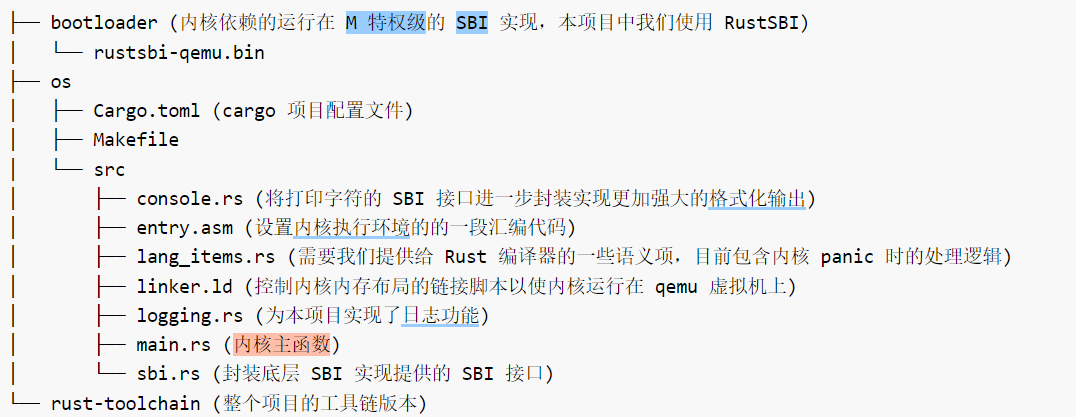 ├── bootloader (内核依赖的运行在 M 特权级的 SBI 实现，本项目中我们使用 RustSBI)
│   └── rustsbi-qemu.bin
├── os
│   ├── Cargo.toml (cargo 项目配置文件)
│   ├── Makefile
│   └── src
│       ├── console.rs (将打印字符的 SBI 接口进一步封装实现更加强大的格式化输出)
│       ├── entry.asm (设置内核执行环境的的一段汇编代码)
│       ├── lang_items.rs (需要我们提供给 Rust 编译器的一些语义项，目前包含内核 panic 时的处理逻辑)
│       ├── linker.ld (控制内核内存布局的链接脚本以使内核运行在 qemu 虚拟机上)
│       ├── logging.rs (为本项目实现了日志功能)
│       ├── main.rs (内核主函数)
│       └── sbi.rs (封装底层 SBI 实现提供的 SBI 接口)
└── rust-toolchain (整个项目的工具链版本)